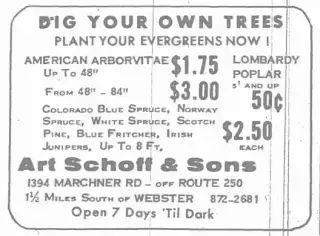 D'IG YOUR OWN TREES
PLANT YOUR EVERGREENS NOW !
AMERICAN ARBORVITAE $1.75 LOMBARDY
UP TO 48" POPLAR
FROM 48" - 84" $3.00 5' AND UP
50¢
COLORADO BLUE SPRUCE, NORWAY
SPRUCE, WHITE SPRUCE, SCOTCH
PINE, BLUE FRITCHER, IRISH $2.50
JUNIPERS, UP TO 8 FT. EACH
Art Schoff & Sons
1394 MARCHNER RD - OFF ROUTE 250
1½ MILES SOUTH OF WEBSTER 872-2681
Open 7 Days 'Til Dark